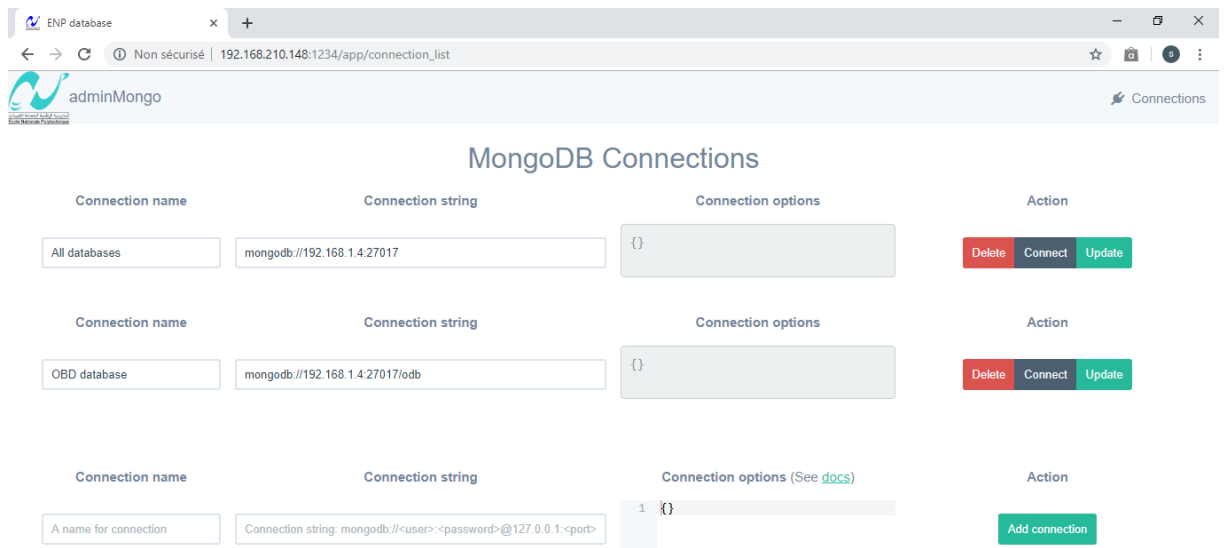 ENP database
Non sécurisé | 192.168.210.148:1234/app/connection_list
adminMongo
Connections
Ecole Nationale Polytechnique
MongoDB Connections
Connection name Connection string Connection options Action
All databases mongodb://192.168.1.4:27017 {} Delete Connect Update
Connection name Connection string Connection options Action
OBD database mongodb://192.168.1.4:27017/odb {} Delete Connect Update
Connection name Connection string Connection options (See docs) Action
A name for connection Connection string: mongodb://<user>:<password>@127.0.0.1:<port> 1 {} Add connection